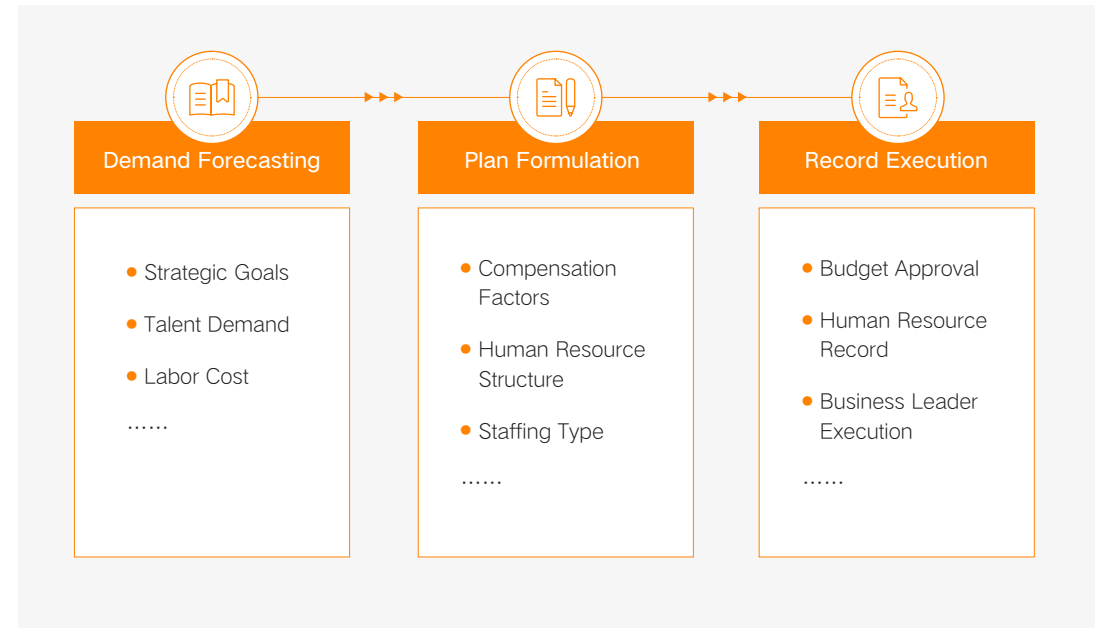 Demand Forecasting
Strategic Goals
Talent Demand
Labor Cost
……
Plan Formulation
Compensation
Factors
Human Resource
Structure
Staffing Type
……
Record Execution
Budget Approval
Human Resource
Record
Business Leader
Execution
……